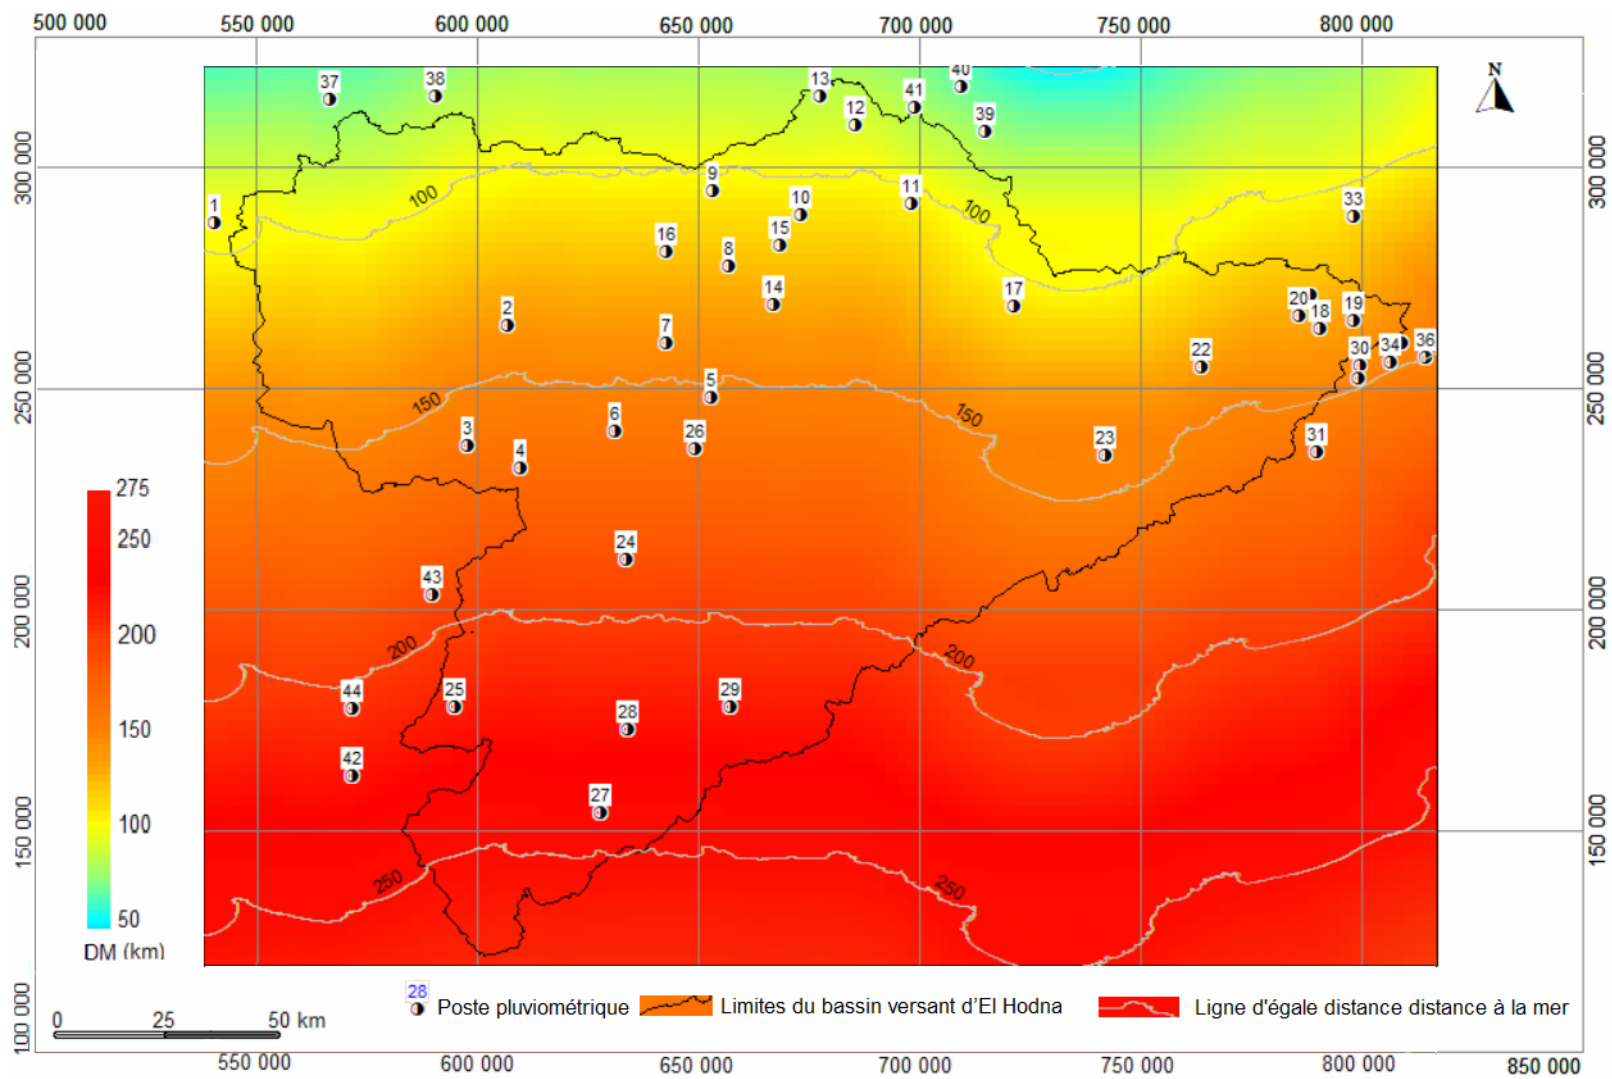 500 000 550 000 600 000 650 000 700 000 750 000 800 000
N
37 38 13 40
12 41 39
300 000 300 000
9
1 100 10 11 100 33
16 15
8
14 17
2 20 19
7 18
22 30 34 36
250 000 5 250 000
150 150
3 6 26 23 31
4
275
250
24
43
200 000 200 000
200
200 200
44 25 29
28
150
42
27
100
150 000 150 000
250 250
50
DM (km)
28
Poste pluviométrique Limites du bassin versant d'El Hodna Ligne d'égale distance distance à la mer
100 000
0 25 50 km
550 000 600 000 650 000 700 000 750 000 800 000 850 000